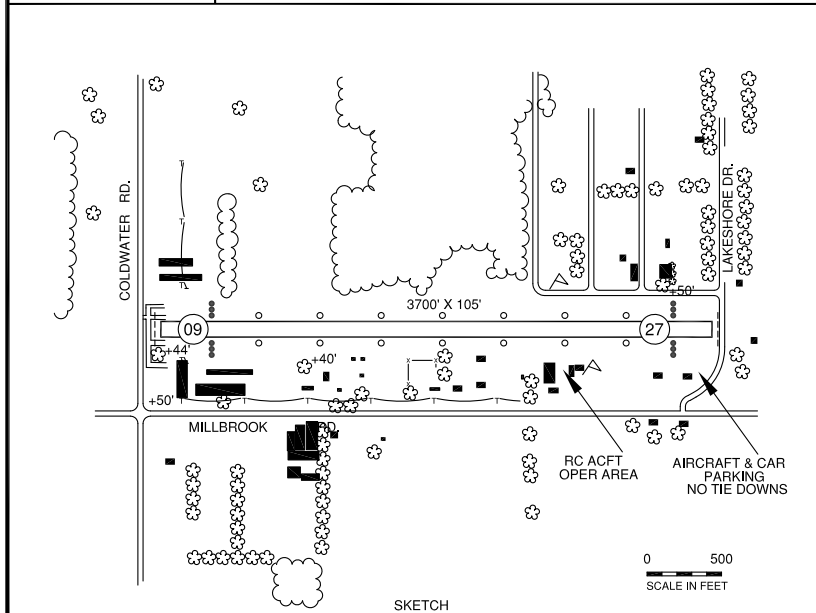 COLDWATER RD.
LAKESHORE DR.
+50'
3700' X 105'
09
27
+44'
+40'
+50'
MILLBROOK RD.
RC ACFT
OPER AREA
AIRCRAFT & CAR
PARKING
NO TIE DOWNS
0 500
SCALE IN FEET
SKETCH